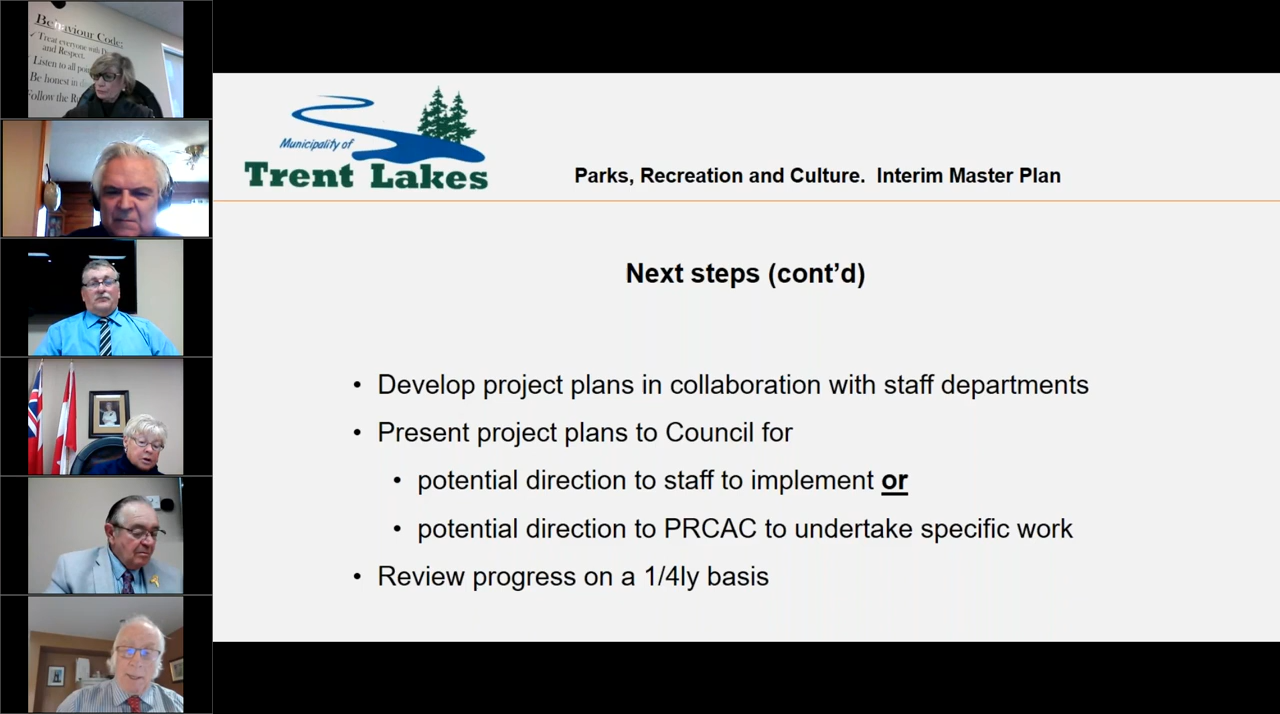 Behaviour Code:
✓ Treat everyone with
and Respect.
Listen to all
Be honest in
Follow the
Municipality of
Trent Lakes
Parks, Recreation and Culture. Interim Master Plan
Next steps (cont’d)
• Develop project plans in collaboration with staff departments
• Present project plans to Council for
• potential direction to staff to implement or
• potential direction to PRCAC to undertake specific work
• Review progress on a 1/4ly basis